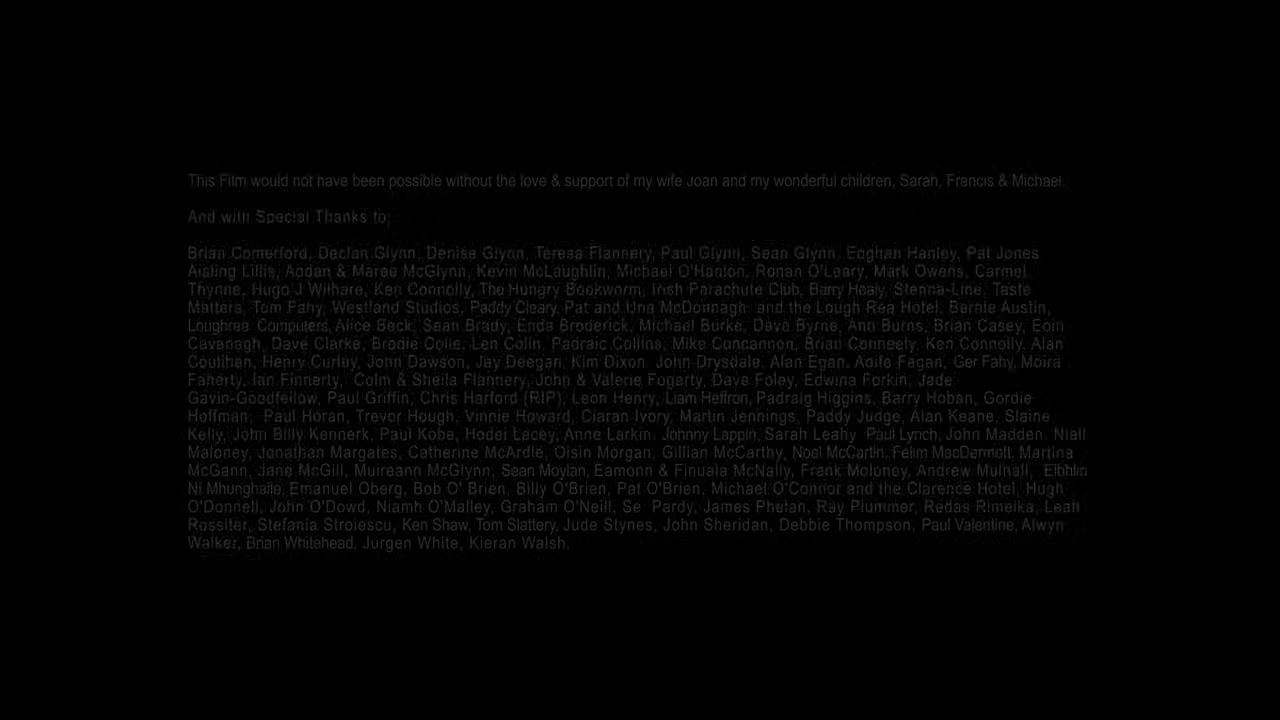 This Film would not have been possible without the love & support of my wife Joan and my wonderful children, Sarah, Francis & Michael.
And with Special Thanks to;
Brian Comerford, Declan Glynn, Denise Glynn, Teresa Flannery, Paul Glynn, Sean Glynn, Eoghan Hanley, Pat Jones
Aisling Lillis, Aodan & Maree McGlynn, Kevin McLaughlin, Michael O'Hanlon, Ronan O'Leary, Mark Owens, Carmel
Thynne, Hugo J Wilhare, Ken Connolly, The Hungry Bookworm, Irish Parachute Club, Barry Healy, Stenna-Line, Taste
Matters, Tom Fahy, Westland Studios, Paddy Cleary, Pat and Una McDonnagh and the Lough Rea Hotel, Bernie Austin,
Loughrea Computers, Alice Beck, Sean Brady, Enda Broderick, Michael Burke, Dave Byrne, Ann Burns, Brian Casey, Eoin
Cavanagh, Dave Clarke, Brodie Len Colin, Padraic Collins, Mike Concannon, Brian Conneely, Ken Connolly, Alan
Coulihan, Henry Curley, John Dawson, Jay Deegan, Kim Dixon, John Drysdale, Alan Egan, Aoife Fagan, Ger Fahy, Moira
Faherty, Ian Finnerty, Colm & Sheila Flannery, John & Valerie Fogarty, Dave Foley, Edwina Forkin, Jade
Gavin-Goodfellow, Paul Griffin, Chris Harford (RIP), Leon Henry, Liam Heffron, Padraig Higgins, Barry Hoban, Gordie
Hoffman, Paul Horan, Trevor Hough, Vinnie Howard, Ciaran Ivory, Martin Jennings, Paddy Judge, Alan Keane, Slaine
Kelly, John Billy Kennerk, Paul Kobe, Hodei Lacey, Anne Larkin, Johnny Lappin, Sarah Leahy Paul Lynch, John Madden, Niall
Maloney, Jonathan Margates, Catherine McArdle, Oisin Morgan, Gillian McCarthy, Noel McCartin, Felim MacDermott, Martina
McGann, Jane McGill, Muireann McGlynn, Sean Moylan, Eamonn & Finuala McNally, Frank Moloney, Andrew Mulhall, Eibhlin
Ni Mhunghaile, Emanuel Oberg, Bob O' Brien, Billy O'Brien, Pat O'Brien, Michael O'Connor and the Clarence Hotel, Hugh
O'Donnell, John O'Dowd, Niamh O'Malley, Graham O'Neill, Se Pardy, James Phelan, Ray Plummer, Redas Rimeika, Leah
Rossiter, Stefania Stroiescu, Ken Shaw, Tom Slattery, Jude Stynes, John Sheridan, Debbie Thompson, Paul Valentine, Alwyn
Walker, Brian Whitehead, Jurgen White, Kieran Walsh.